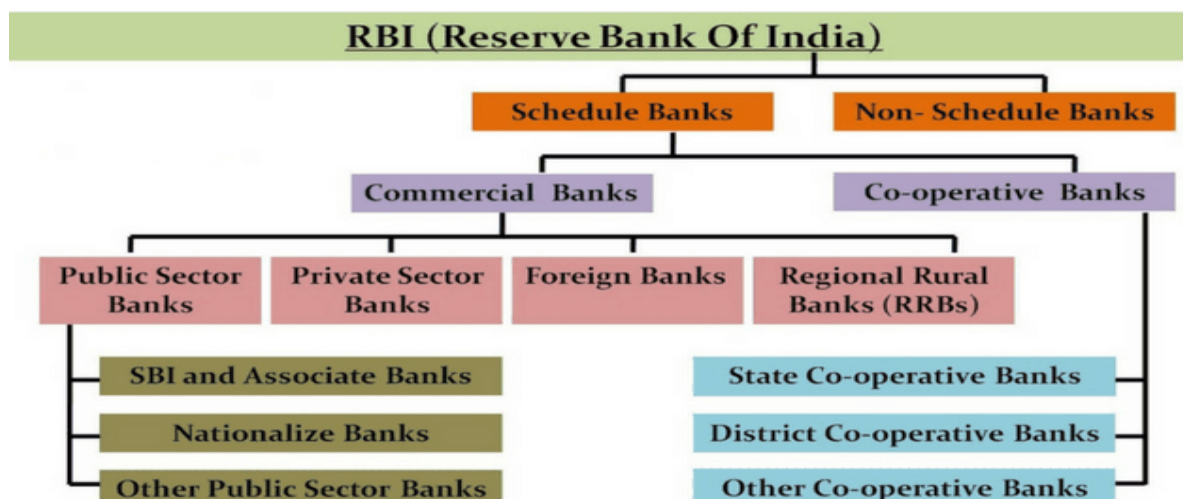 RBI (Reserve Bank Of India)
Schedule Banks
Non- Schedule Banks
Commercial Banks
Co-operative Banks
Public Sector
Banks
Private Sector
Banks
Foreign Banks
Regional Rural
Banks (RRBs)
SBI and Associate Banks
State Co-operative Banks
Nationalize Banks
District Co-operative Banks
Other Public Sector Banks
Other Co-operative Banks